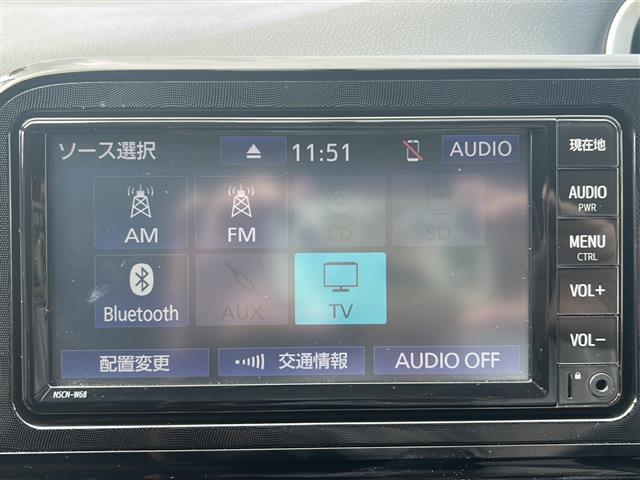 ソース選択
11:51
AUDIO
AM
FM
CD
SD
Bluetooth
AUX
TV
配置変更
交通情報
AUDIO OFF
NSCN-W68
現在地
AUDIO
PWR
MENU
CTRL
VOL+
VOL-